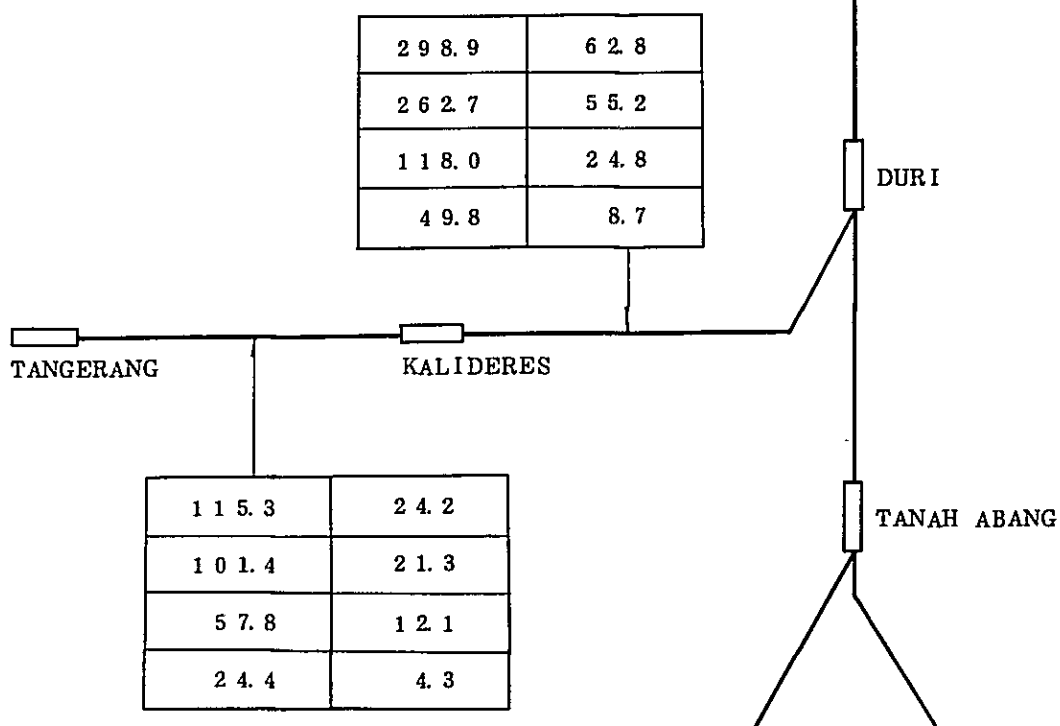 298.9 62.8
262.7 55.2
118.0 24.8
49.8 8.7
DURI
TANGERANG
KALIDERES
115.3 24.2
101.4 21.3
57.8 12.1
24.4 4.3
TANAH ABANG